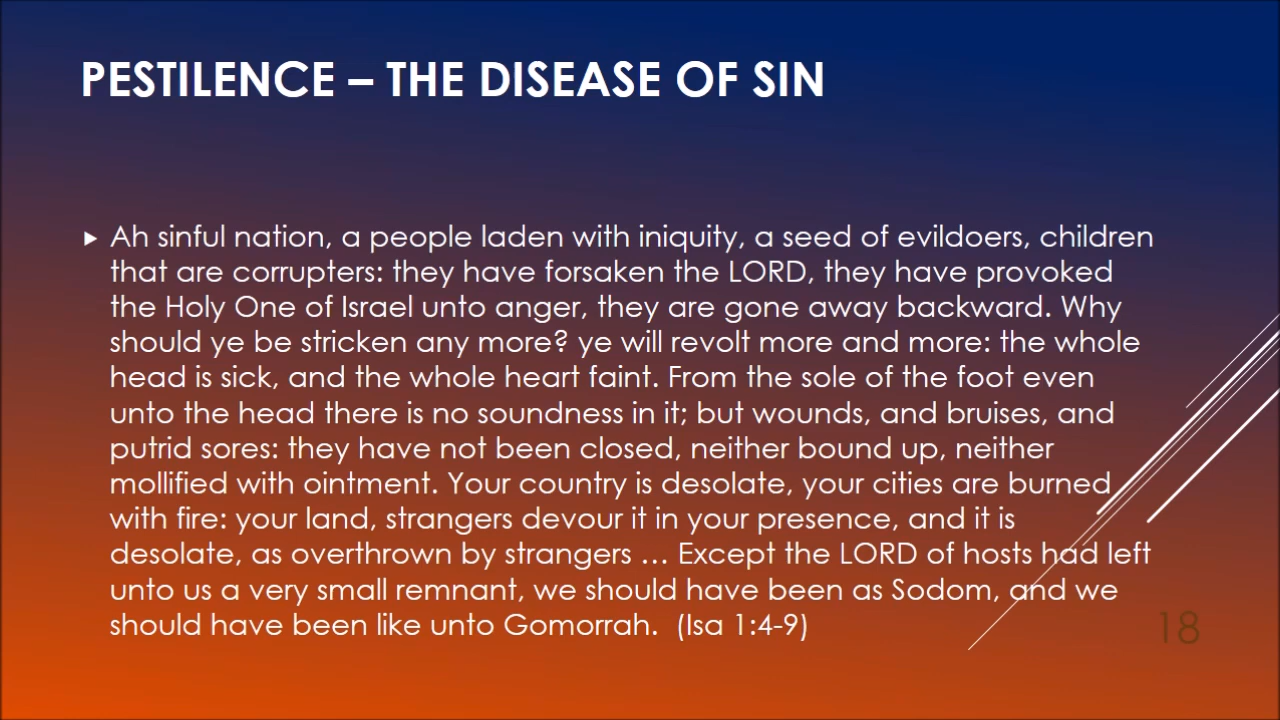 PESTILENCE – THE DISEASE OF SIN
Ah sinful nation, a people laden with iniquity, a seed of evildoers, children
that are corrupters: they have forsaken the LORD, they have provoked
the Holy One of Israel unto anger, they are gone away backward. Why
should ye be stricken any more? ye will revolt more and more: the whole
head is sick, and the whole heart faint. From the sole of the foot even
unto the head there is no soundness in it; but wounds, and bruises, and
putrid sores: they have not been closed, neither bound up, neither
mollified with ointment. Your country is desolate, your cities are burned
with fire: your land, strangers devour it in your presence, and it is
desolate, as overthrown by strangers … Except the LORD of hosts had left
unto us a very small remnant, we should have been as Sodom, and we
should have been like unto Gomorrah.  (Isa 1:4-9)
18